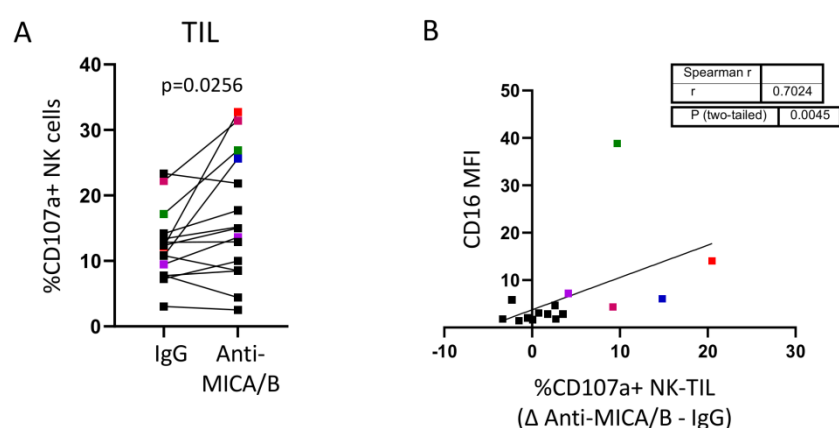 A
TIL
p=0.0256
%CD107a+ NK cells
40
30
20
10
0
IgG
Anti-
MICA/B
B
Spearman r
r 0.7024
P (two-tailed) 0.0045
CD16 MFI
50
40
30
20
10
-10 0 10 20 30
%CD107a+ NK-TIL
(Δ Anti-MICA/B - IgG)